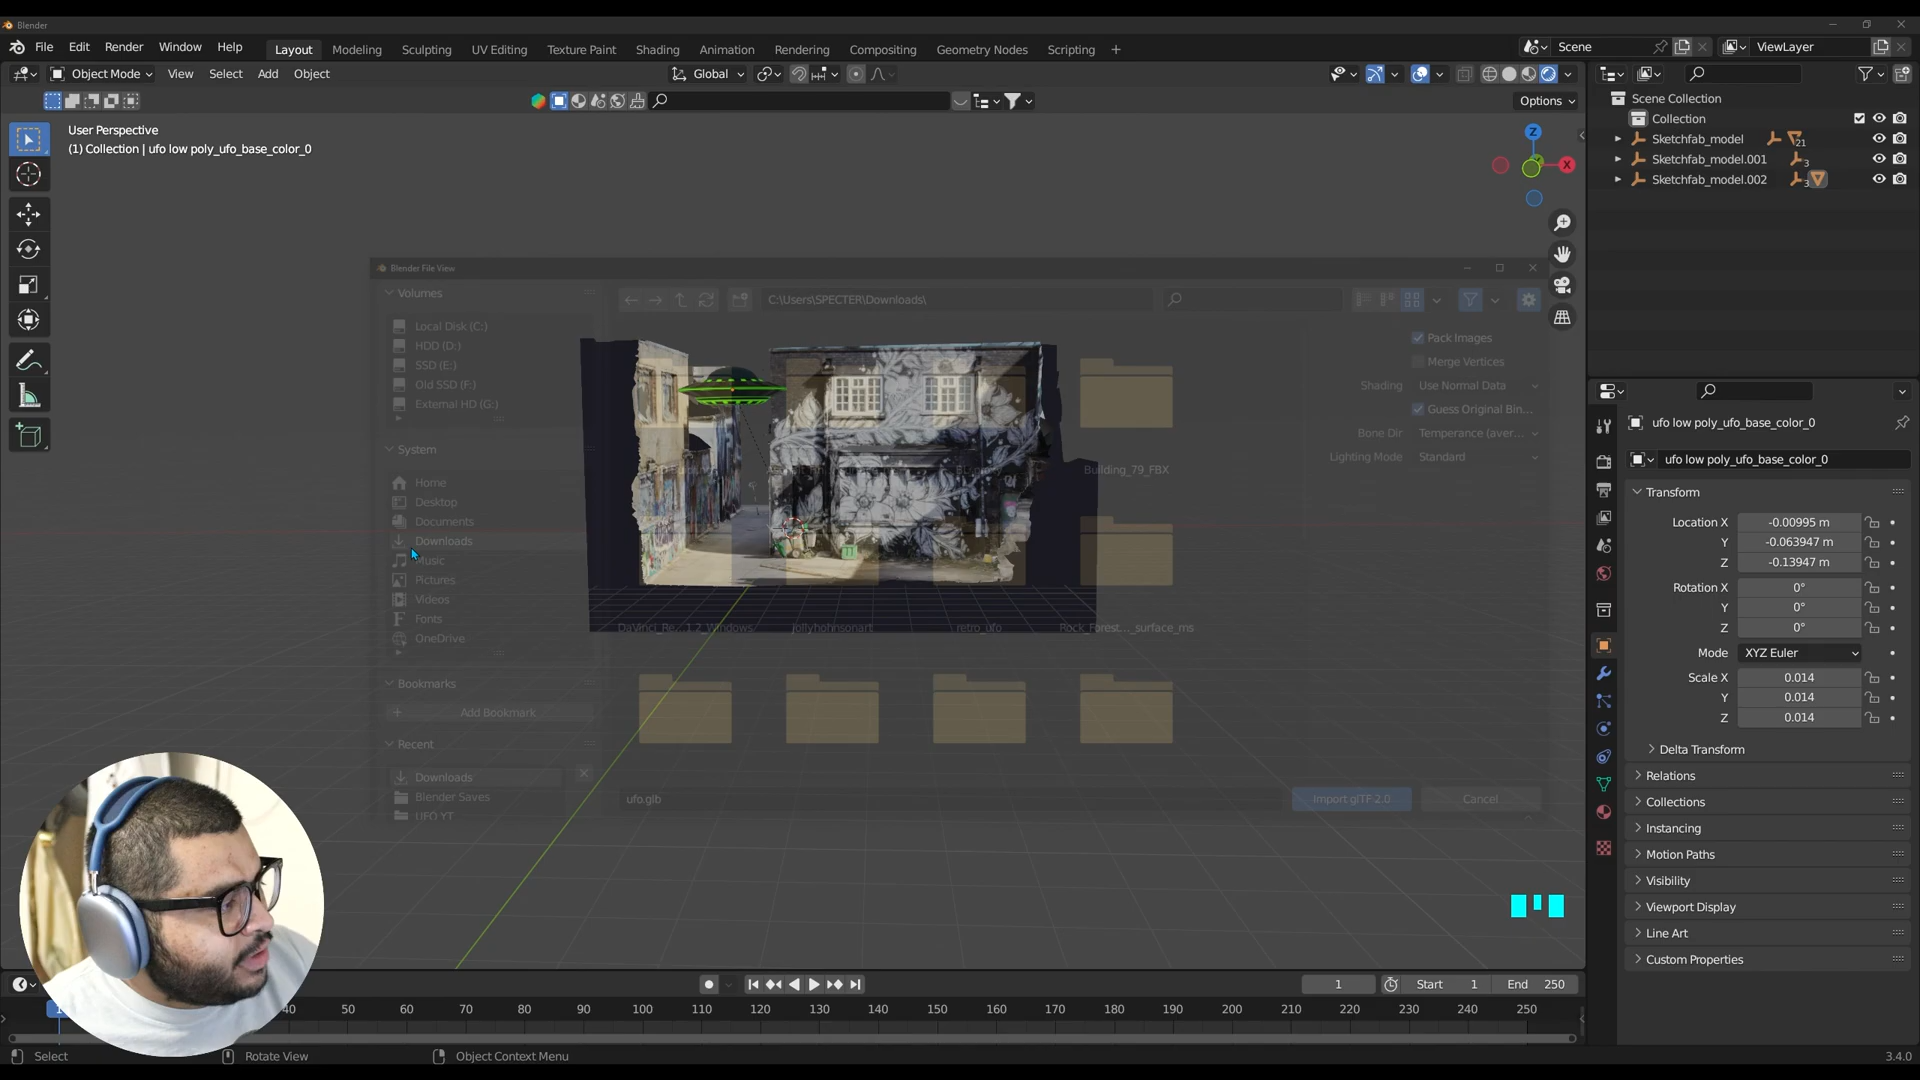 Blender
File Edit Render Window Help
Layout Modeling Sculpting UV Editing Texture Paint Shading Animation Rendering Compositing Geometry Nodes Scripting +
Scene
ViewLayer
Object Mode View Select Add Object
Global
Options
User Perspective
(1) Collection | ufo low poly_ufo_base_color_0
Z
X
Scene Collection
Collection
Sketchfab_model
21
Sketchfab_model.001
3
Sketchfab_model.002
3
Blender File View
Volumes
C:\Users\SPECTER\Downloads\
Local Disk (C:)
HDD (D:)
SSD (E:)
Old SSD (F:)
External HD (G:)
System
Home
Desktop
Documents
Downloads
Music
Pictures
Videos
Fonts
OneDrive
Bookmarks
Add Bookmark
Recent
Downloads
Blender Saves
UFO YT
Building_79_FBX
DaVinci_Re...1.2_Windows
jollyhohnsonart
retro_ufo
Rock_Forest..._surface_ms
Pack Images
Merge Vertices
Shading Use Normal Data
Guess Original Bin...
Bone Dir Temperance (aver...
Lighting Mode Standard
ufo.glb
Import glTF 2.0
Cancel
ufo low poly_ufo_base_color_0
ufo low poly_ufo_base_color_0
Transform
Location X -0.00995 m
Y -0.063947 m
Z -0.13947 m
Rotation X 0°
Y 0°
Z 0°
Mode XYZ Euler
Scale X 0.014
Y 0.014
Z 0.014
Delta Transform
Relations
Collections
Instancing
Motion Paths
Visibility
Viewport Display
Line Art
Custom Properties
1
Start 1
End 250
1 40 50 60 70 80 90 100 110 120 130 140 150 160 170 180 190 200 210 220 230 240 250
Select
Rotate View
Object Context Menu
3.4.0